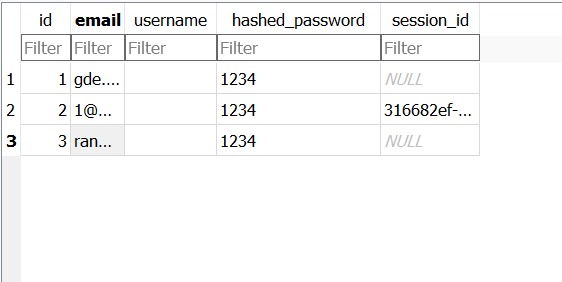 id email username hashed_password session_id
Filter Filter Filter Filter Filter
1 1 gde.... 1234 NULL
2 2 1@... 1234 316682ef-...
3 3 ran... 1234 NULL